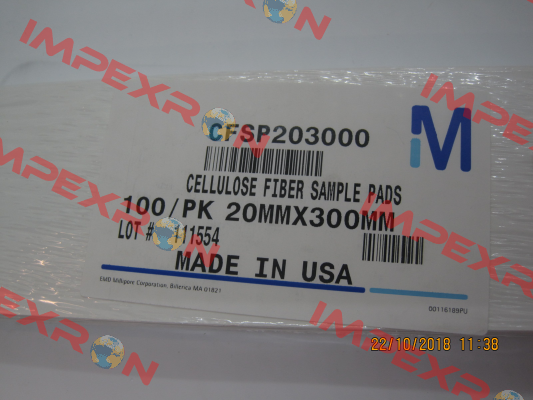 CFSP203000
M
CELLULOSE FIBER SAMPLE PADS
100/PK 20MMX300MM
LOT # 111554
MADE IN USA
EMD Millipore Corporation, Billerica MA 01821
00116189PU
22/10/2018 11:38
IMPEXRON
IMPEXRON
IMPEXRON
IMPEXRON
IMPEXRON
IMPEXRON